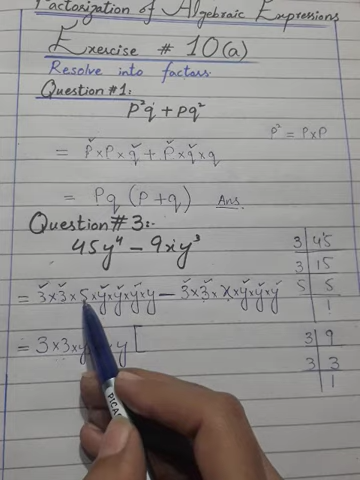 Factorization of Algebraic Expressions
Exercise # 10(a)
Resolve into factors
Question #1:
p²q + pq²
p² = p×p
= p×p×q + p×q×q
= pq (p+q) Ans.
Question #3:-
45y⁴ - 9xy³
3 | 45
3 | 15
5 | 5
1
= 3×3×5×y×y×y×y - 3×3×x×y×y×y
3 | 9
3 | 3
1
= 3×3×y y [
PICAS